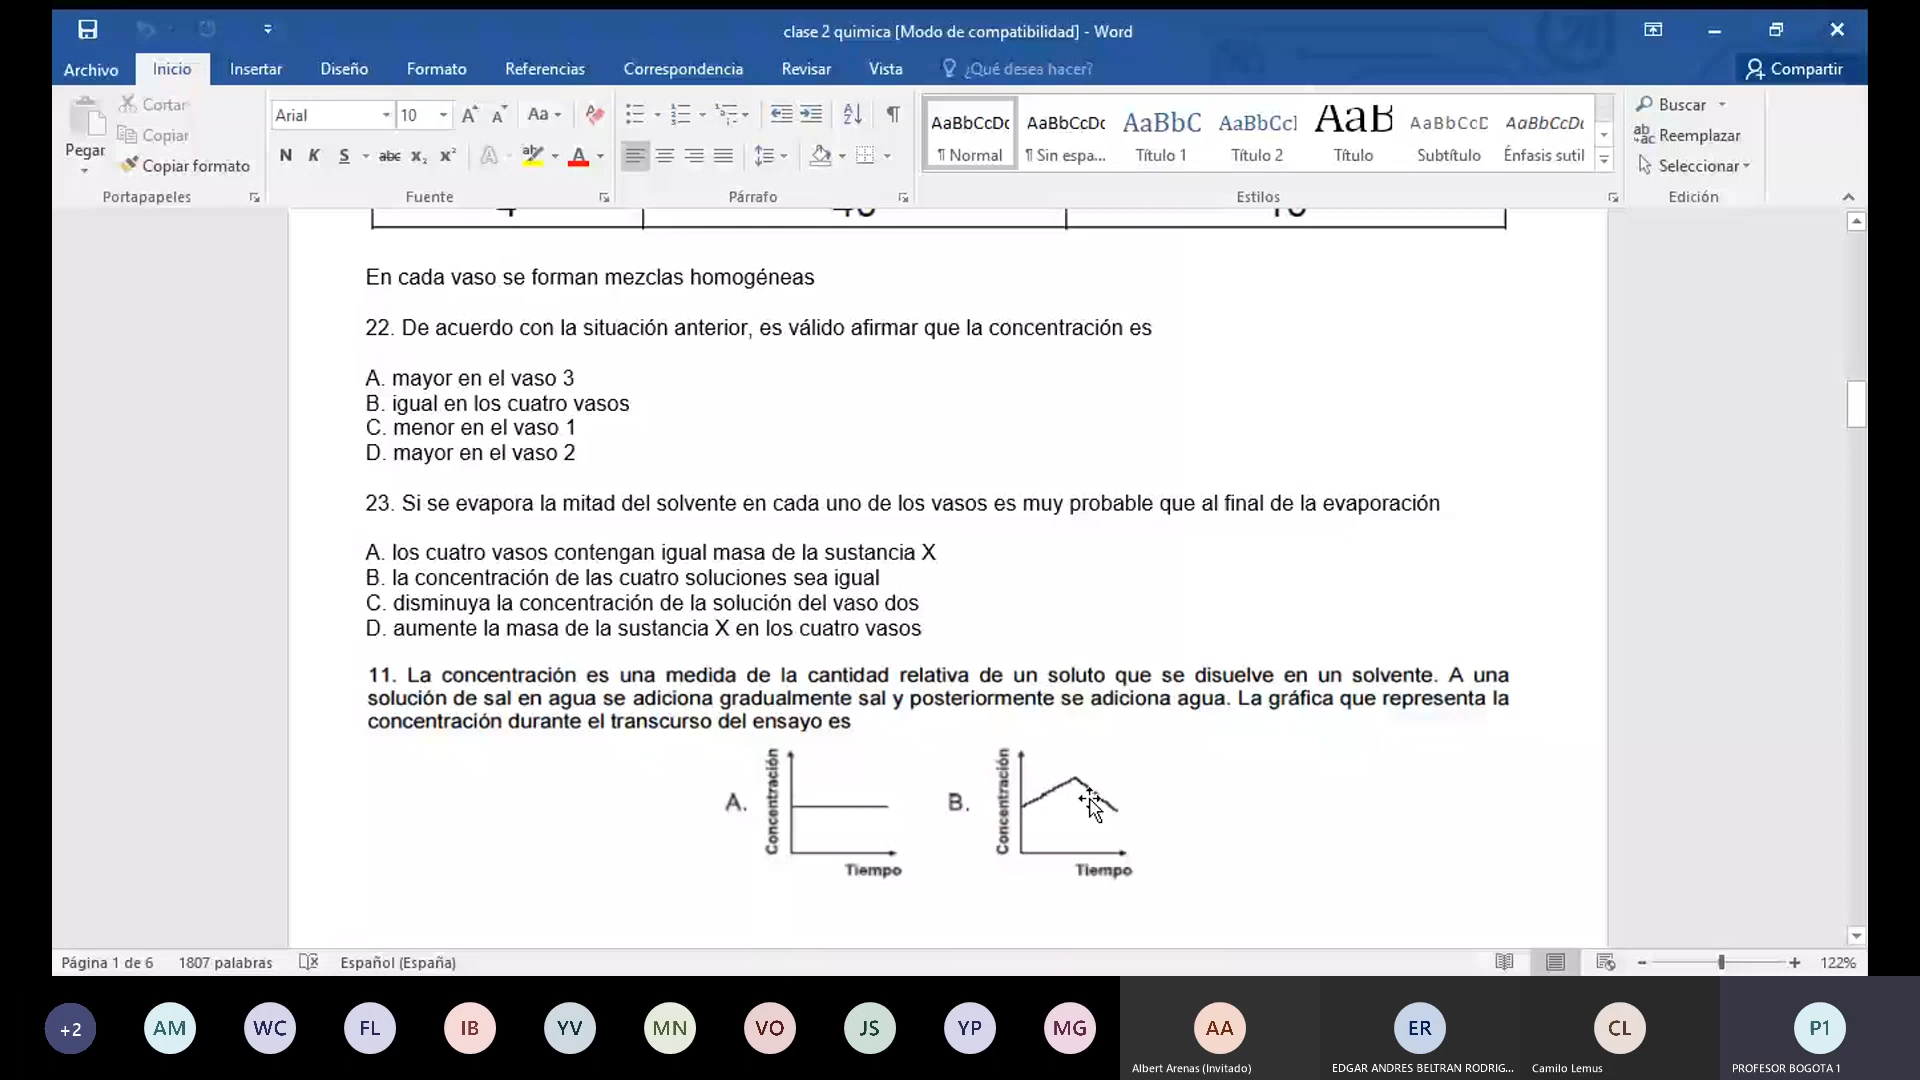 clase 2 quimica [Modo de compatibilidad] - Word
Archivo Inicio Insertar Diseño Formato Referencias Correspondencia Revisar Vista ¿Qué desea hacer? Compartir
Pegar
Cortar
Copiar
Copiar formato
Portapapeles
Arial 10 Aa
N K S abc x₂ x² A aby A
Fuente
Párrafo
AaBbCcDc AaBbCcDc AaBbC AaBbCcI AaB AaBbCcD AaBbCcDc
¶ Normal ¶ Sin espa... Título 1 Título 2 Título Subtítulo Énfasis sutil
Estilos
Buscar
Reemplazar
Seleccionar
Edición
En cada vaso se forman mezclas homogéneas
22. De acuerdo con la situación anterior, es válido afirmar que la concentración es
A. mayor en el vaso 3
B. igual en los cuatro vasos
C. menor en el vaso 1
D. mayor en el vaso 2
23. Si se evapora la mitad del solvente en cada uno de los vasos es muy probable que al final de la evaporación
A. los cuatro vasos contengan igual masa de la sustancia X
B. la concentración de las cuatro soluciones sea igual
C. disminuya la concentración de la solución del vaso dos
D. aumente la masa de la sustancia X en los cuatro vasos
11. La concentración es una medida de la cantidad relativa de un soluto que se disuelve en un solvente. A una
solución de sal en agua se adiciona gradualmente sal y posteriormente se adiciona agua. La gráfica que representa la
concentración durante el transcurso del ensayo es
A. Concentración Tiempo
B. Concentración Tiempo
Página 1 de 6 1807 palabras Español (España) 122%
+2 AM WC FL IB YV MN VO JS YP MG AA ER CL P1
Albert Arenas (Invitado) EDGAR ANDRES BELTRAN RODRIG... Camilo Lemus PROFESOR BOGOTA 1